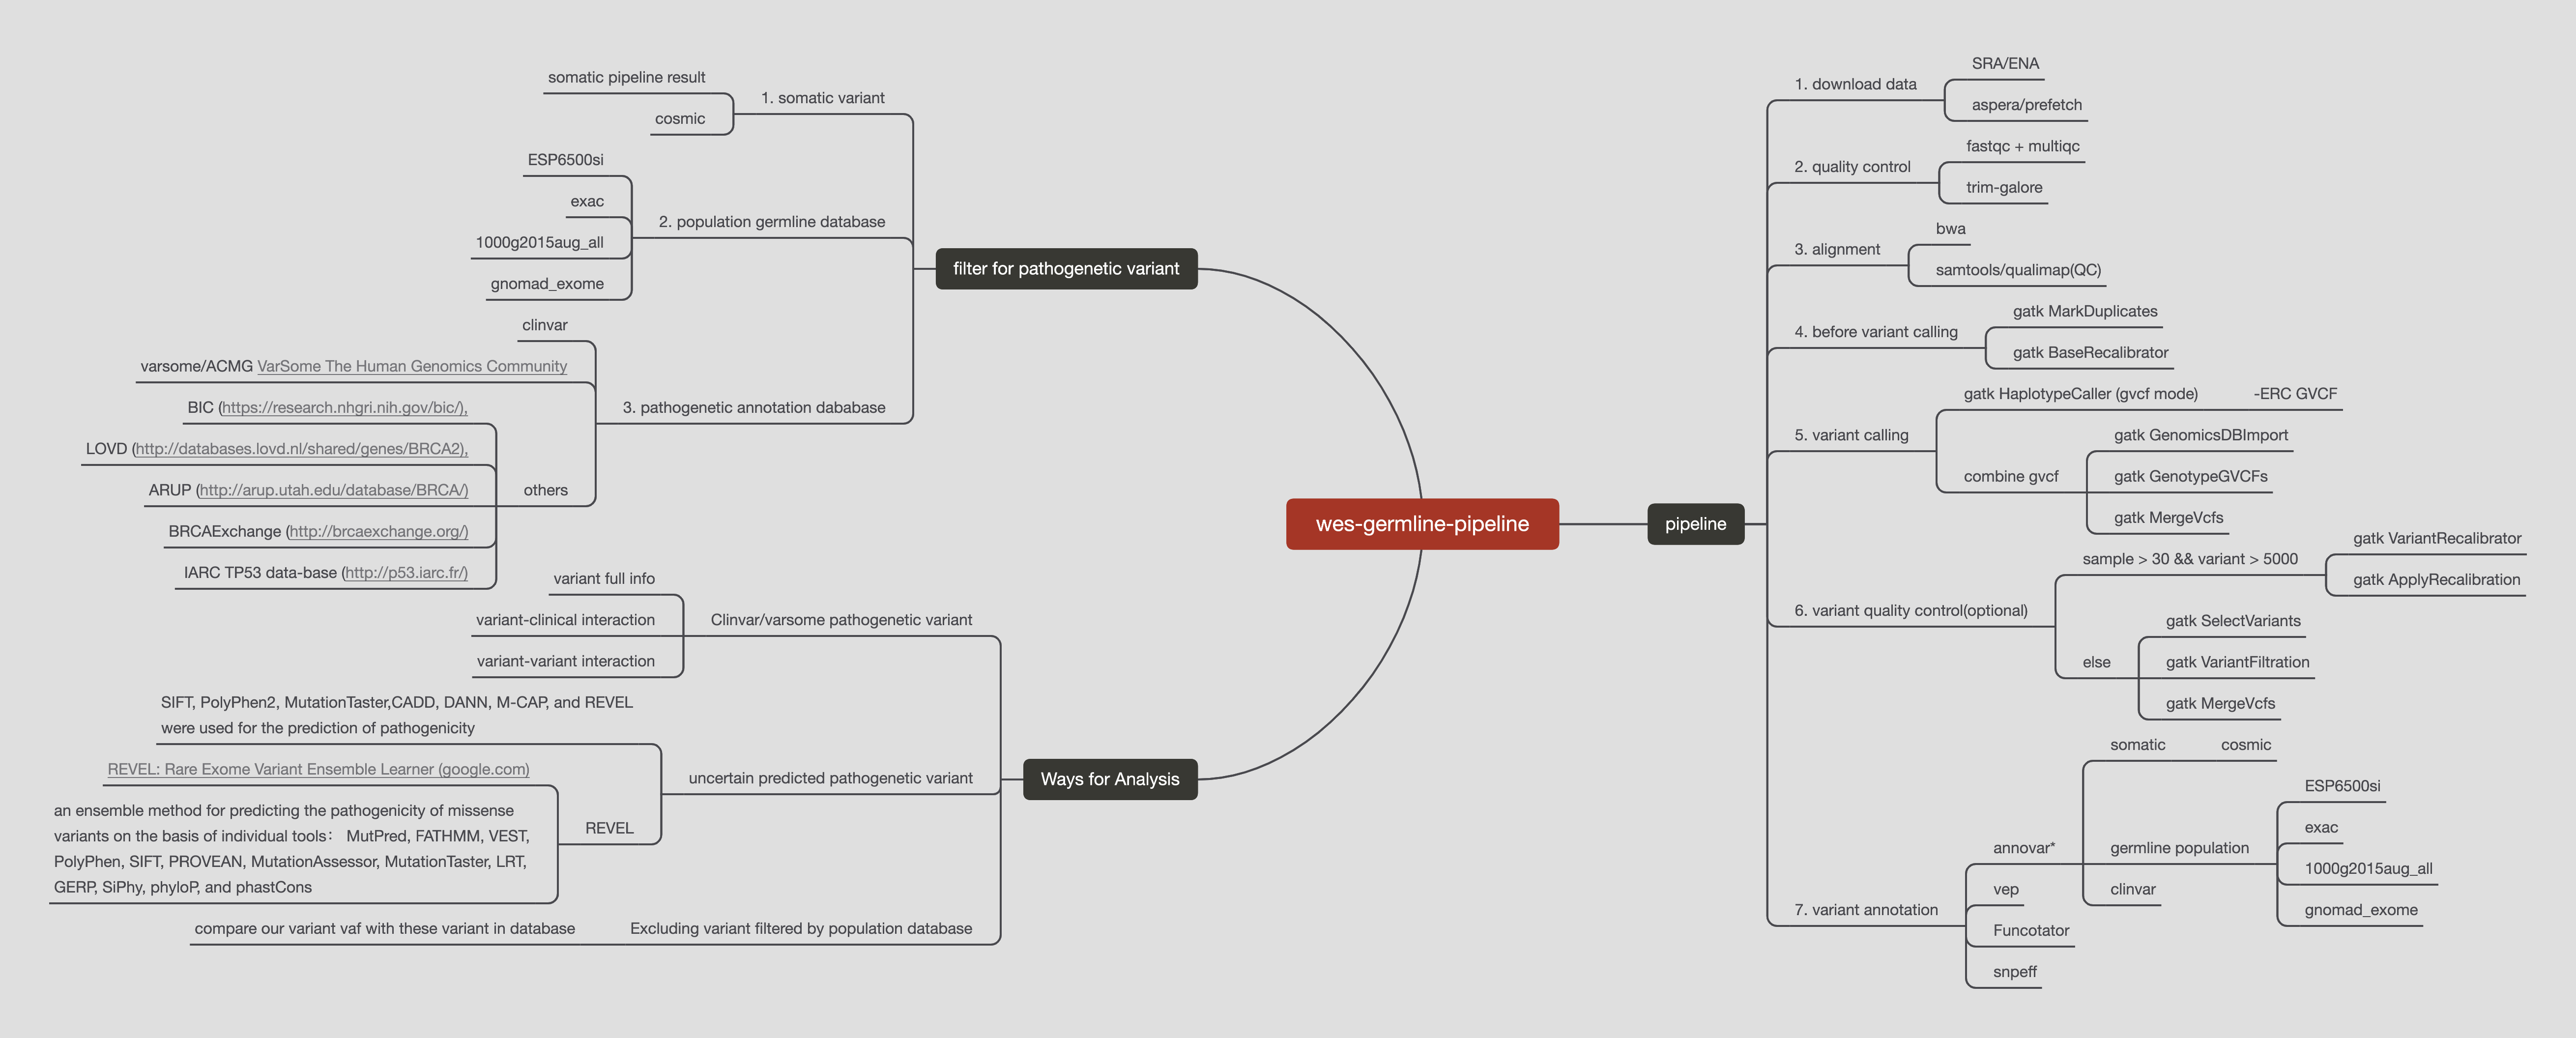 wes-germline-pipeline
pipeline
1. download data
SRA/ENA
aspera/prefetch
2. quality control
fastqc + multiqc
trim-galore
3. alignment
bwa
samtools/qualimap(QC)
4. before variant calling
gatk MarkDuplicates
gatk BaseRecalibrator
5. variant calling
gatk HaplotypeCaller (gvcf mode)
-ERC GVCF
combine gvcf
gatk GenomicsDBImport
gatk GenotypeGVCFs
gatk MergeVcfs
6. variant quality control(optional)
sample > 30 && variant > 5000
gatk VariantRecalibrator
gatk ApplyRecalibration
else
gatk SelectVariants
gatk VariantFiltration
gatk MergeVcfs
7. variant annotation
annovar*
somatic
cosmic
germline population
ESP6500si
exac
1000g2015aug_all
gnomad_exome
clinvar
vep
Funcotator
snpeff
filter for pathogenetic variant
1. somatic variant
somatic pipeline result
cosmic
2. population germline database
ESP6500si
exac
1000g2015aug_all
gnomad_exome
3. pathogenetic annotation dababase
clinvar
varsome/ACMG VarSome The Human Genomics Community
others
BIC (https://research.nhgri.nih.gov/bic/),
LOVD (http://databases.lovd.nl/shared/genes/BRCA2),
ARUP (http://arup.utah.edu/database/BRCA/)
BRCAExchange (http://brcaexchange.org/)
IARC TP53 data-base (http://p53.iarc.fr/)
Ways for Analysis
Clinvar/varsome pathogenetic variant
variant full info
variant-clinical interaction
variant-variant interaction
uncertain predicted pathogenetic variant
SIFT, PolyPhen2, MutationTaster,CADD, DANN, M-CAP, and REVEL
were used for the prediction of pathogenicity
REVEL
REVEL: Rare Exome Variant Ensemble Learner (google.com)
an ensemble method for predicting the pathogenicity of missense
variants on the basis of individual tools： MutPred, FATHMM, VEST,
PolyPhen, SIFT, PROVEAN, MutationAssessor, MutationTaster, LRT,
GERP, SiPhy, phyloP, and phastCons
Excluding variant filtered by population database
compare our variant vaf with these variant in database